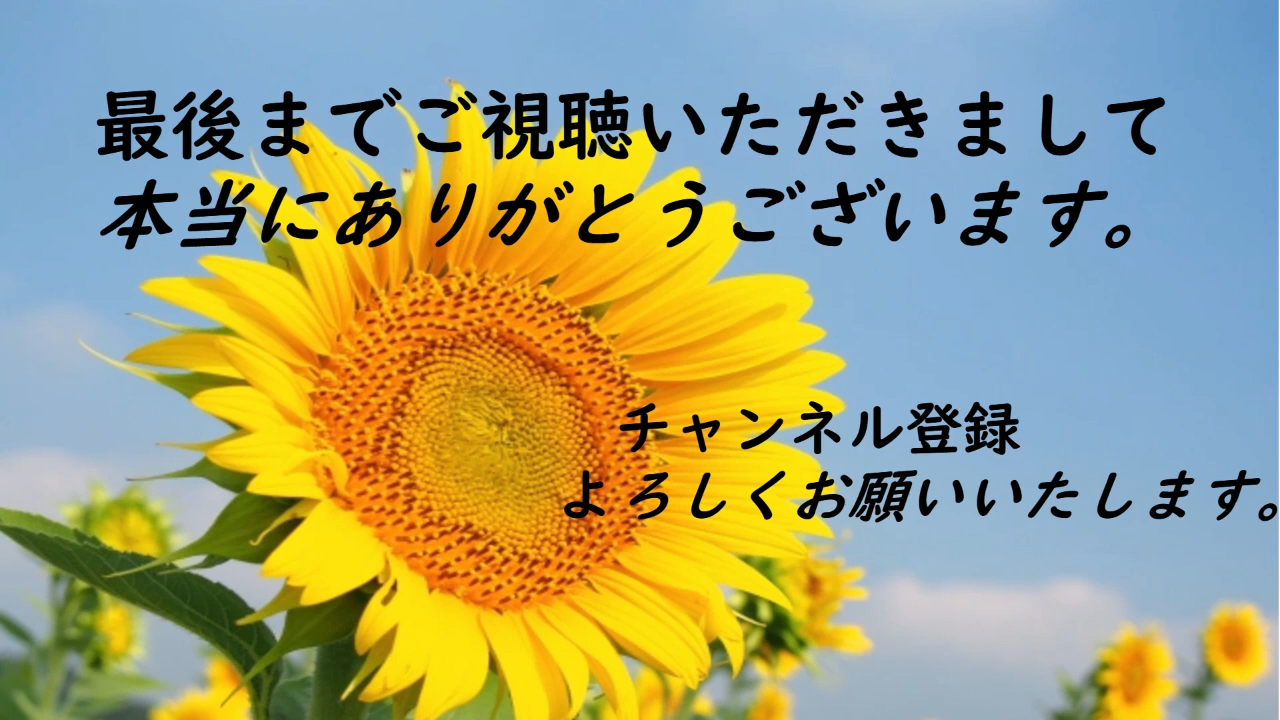 最後までご視聴いただきまして
本当にありがとうございます。
チャンネル登録
よろしくお願いいたします。